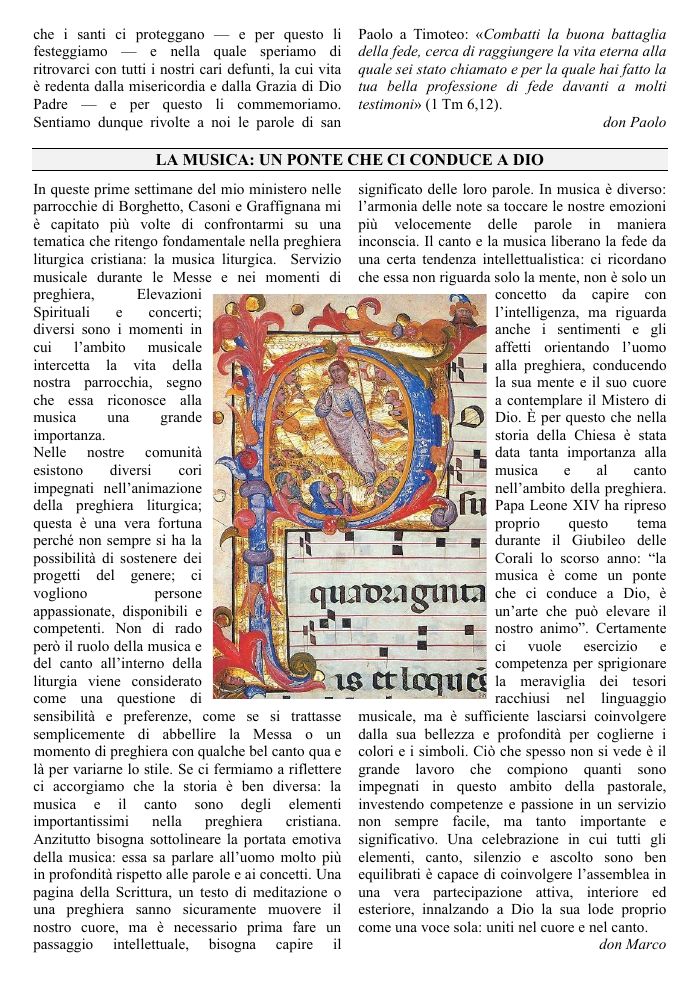 che i santi ci proteggano — e per questo li
festeggiamo — e nella quale speriamo di
ritrovarci con tutti i nostri cari defunti, la cui vita
è redenta dalla misericordia e dalla Grazia di Dio
Padre — e per questo li commemoriamo.
Sentiamo dunque rivolte a noi le parole di san
Paolo a Timoteo: «Combatti la buona battaglia
della fede, cerca di raggiungere la vita eterna alla
quale sei stato chiamato e per la quale hai fatto la
tua bella professione di fede davanti a molti
testimoni» (1 Tm 6,12).
don Paolo
LA MUSICA: UN PONTE CHE CI CONDUCE A DIO
In queste prime settimane del mio ministero nelle
parrocchie di Borghetto, Casoni e Graffignana mi
è capitato più volte di confrontarmi su una
tematica che ritengo fondamentale nella preghiera
liturgica cristiana: la musica liturgica. Servizio
musicale durante le Messe e nei momenti di
preghiera, Elevazioni
Spirituali e concerti;
diversi sono i momenti in
cui l’ambito musicale
intercetta la vita della
nostra parrocchia, segno
che essa riconosce alla
musica una grande
importanza.
Nelle nostre comunità
esistono diversi cori
impegnati nell’animazione
della preghiera liturgica;
questa è una vera fortuna
perché non sempre si ha la
possibilità di sostenere dei
progetti del genere; ci
vogliono persone
appassionate, disponibili e
competenti. Non di rado
però il ruolo della musica e
del canto all’interno della
liturgia viene considerato
come una questione di
sensibilità e preferenze, come se si trattasse
semplicemente di abbellire la Messa o un
momento di preghiera con qualche bel canto qua e
là per variarne lo stile. Se ci fermiamo a riflettere
ci accorgiamo che la storia è ben diversa: la
musica e il canto sono degli elementi
importantissimi nella preghiera cristiana.
Anzitutto bisogna sottolineare la portata emotiva
della musica: essa sa parlare all’uomo molto più
in profondità rispetto alle parole e ai concetti. Una
pagina della Scrittura, un testo di meditazione o
una preghiera sanno sicuramente muovere il
nostro cuore, ma è necessario prima fare un
passaggio intellettuale, bisogna capire il
significato delle loro parole. In musica è diverso:
l’armonia delle note sa toccare le nostre emozioni
più velocemente delle parole in maniera
inconscia. Il canto e la musica liberano la fede da
una certa tendenza intellettualistica: ci ricordano
che essa non riguarda solo la mente, non è solo un
concetto da capire con
l’intelligenza, ma riguarda
anche i sentimenti e gli
affetti orientando l’uomo
alla preghiera, conducendo
la sua mente e il suo cuore
a contemplare il Mistero di
Dio. È per questo che nella
storia della Chiesa è stata
data tanta importanza alla
musica e al canto
nell’ambito della preghiera.
Papa Leone XIV ha ripreso
proprio questo tema
durante il Giubileo delle
Corali lo scorso anno: “la
musica è come un ponte
che ci conduce a Dio, è
un’arte che può elevare il
nostro animo”. Certamente
ci vuole esercizio e
competenza per sprigionare
la meraviglia dei tesori
racchiusi nel linguaggio
musicale, ma è sufficiente lasciarsi coinvolgere
dalla sua bellezza e profondità per coglierne i
colori e i simboli. Ciò che spesso non si vede è il
grande lavoro che compiono quanti sono
impegnati in questo ambito della pastorale,
investendo competenze e passione in un servizio
non sempre facile, ma tanto importante e
significativo. Una celebrazione in cui tutti gli
elementi, canto, silenzio e ascolto sono ben
equilibrati è capace di coinvolgere l’assemblea in
una vera partecipazione attiva, interiore ed
esteriore, innalzando a Dio la sua lode proprio
come una voce sola: uniti nel cuore e nel canto.
don Marco
quadraginta
is et loque